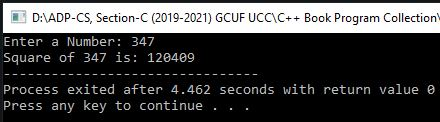 D:\ADP-CS, Section-C (2019-2021) GCUF UCC\C++ Book Program Collection\
Enter a Number: 347
Square of 347 is: 120409
--------------------------------
Process exited after 4.462 seconds with return value 0
Press any key to continue . . .